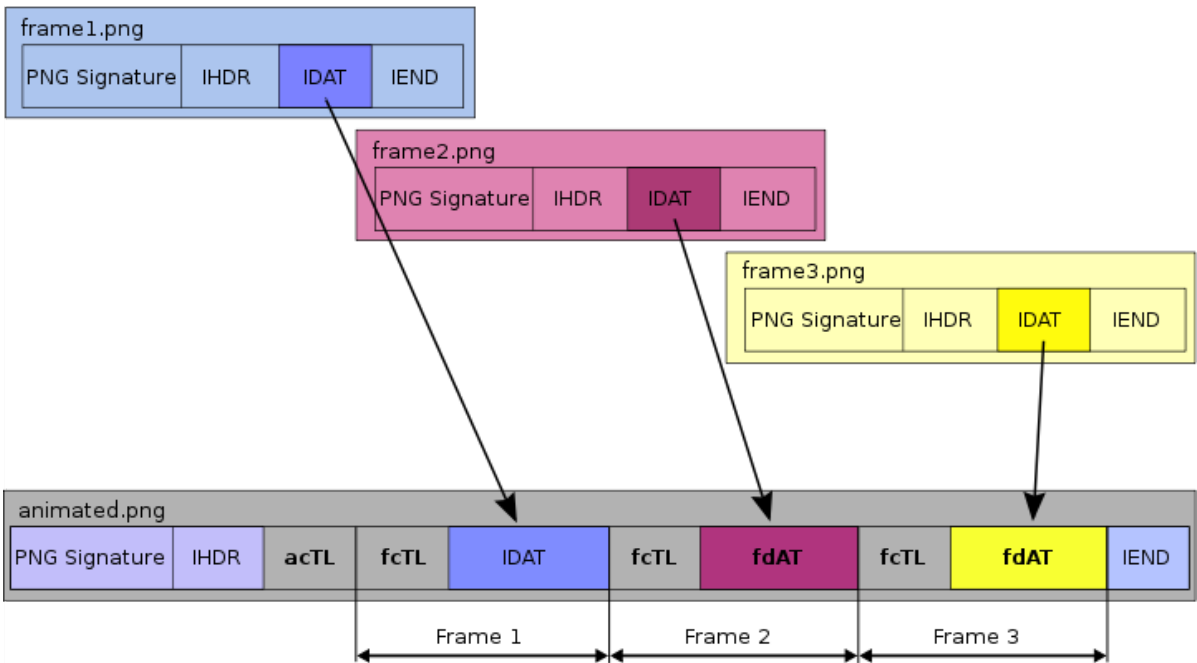 frame1.png
PNG Signature IHDR IDAT IEND
frame2.png
PNG Signature IHDR IDAT IEND
frame3.png
PNG Signature IHDR IDAT IEND
animated.png
PNG Signature IHDR acTL fcTL IDAT fcTL fdAT fcTL fdAT IEND
Frame 1 Frame 2 Frame 3